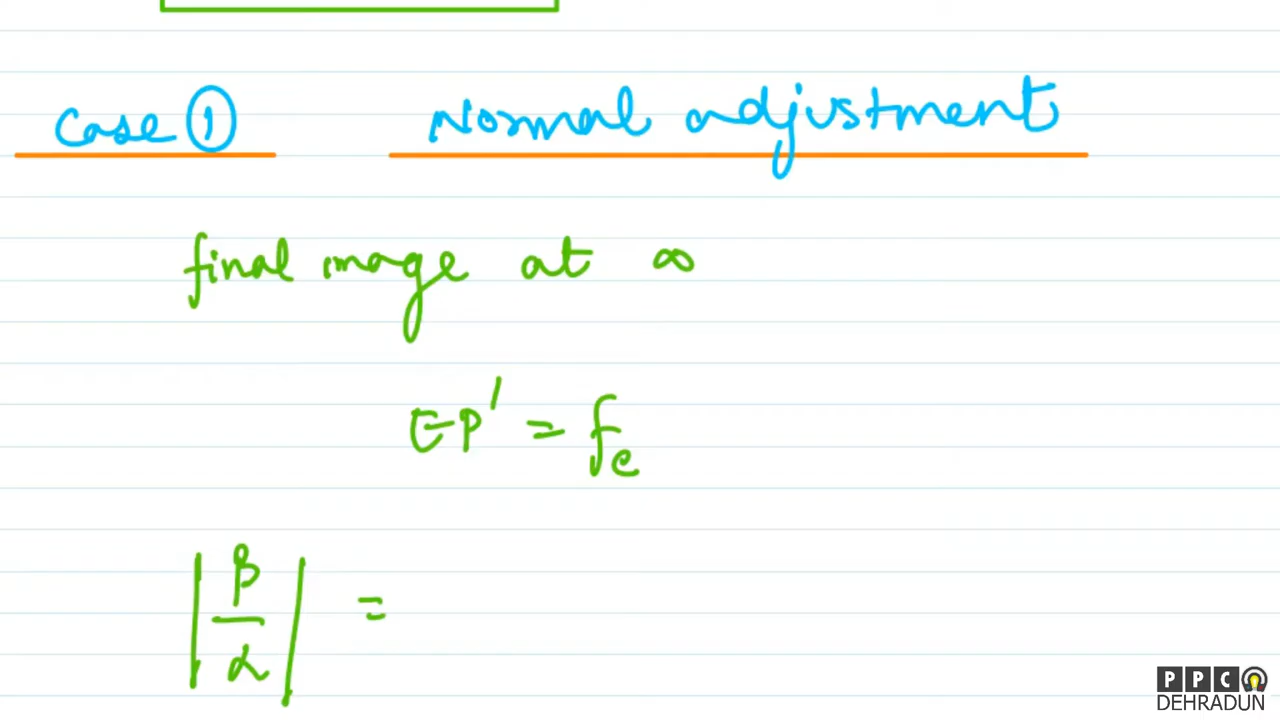 Case ① Normal adjustment
final image at ∞
EP' = fe
|β/α| =
PPC
DEHRADUN